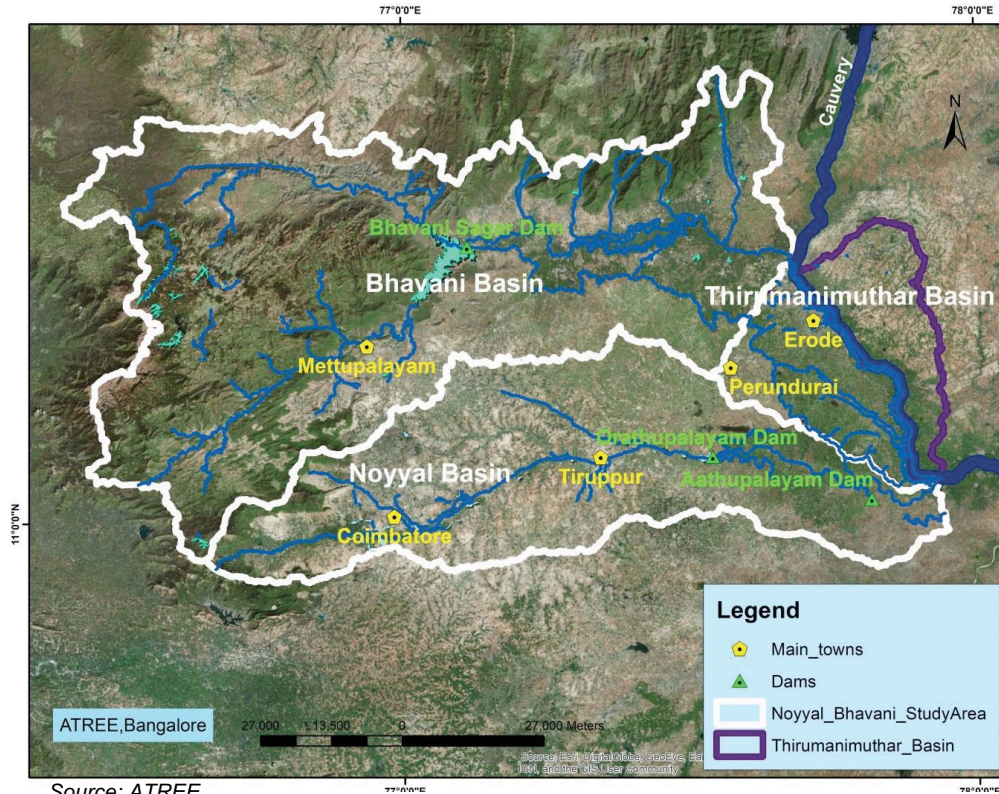 77°0'0"E
78°0'0"E
Cauvery
N
Bhavani Sagar Dam
Bhavani Basin
Thirumanimuthar Basin
Erode
Mettupalayam
Perundurai
Orathupalayam Dam
Noyyal Basin
Tiruppur
Aathupalayam Dam
11°0'0"N
Coimbatore
Legend
Main_towns
Dams
Noyyal_Bhavani_StudyArea
Thirumanimuthar_Basin
ATREE,Bangalore
27,000 13,500 0 27,000 Meters
Source: Esri, DigitalGlobe, GeoEye,
IGN, and the GIS User Community
77°0'0"E
78°0'0"E
Source: ATREE